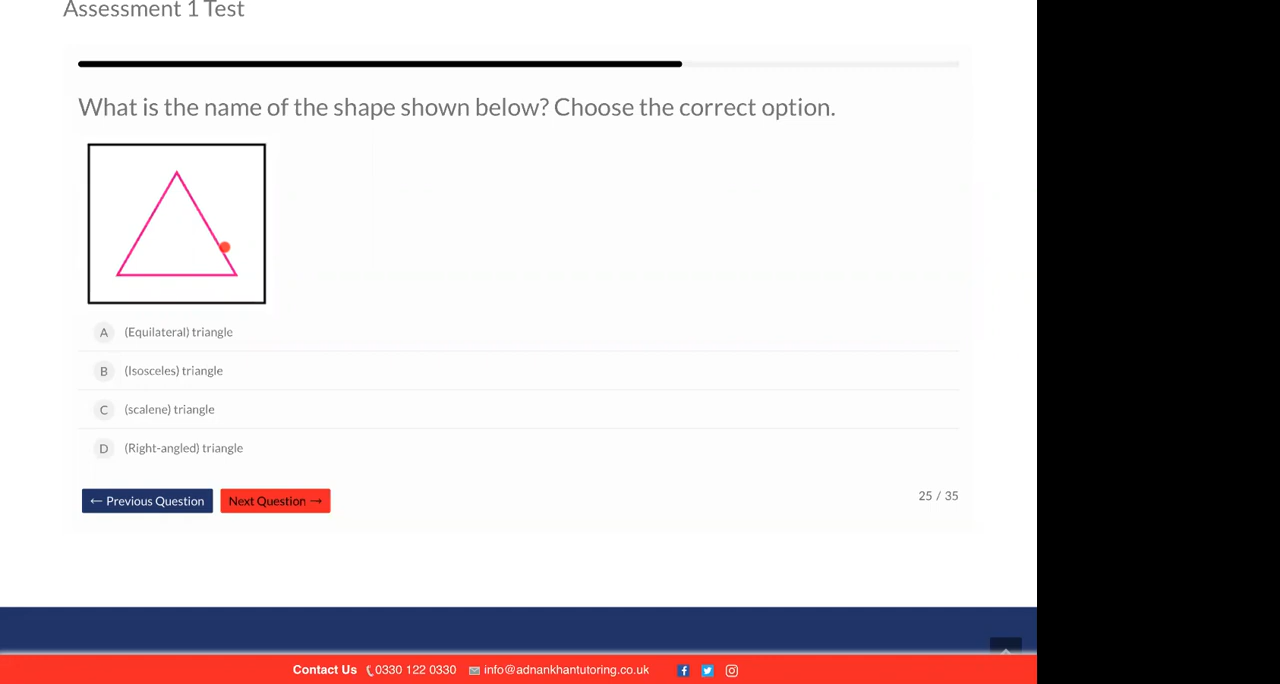 Assessment 1 Test
What is the name of the shape shown below? Choose the correct option.
A (Equilateral) triangle
B (Isosceles) triangle
C (scalene) triangle
D (Right-angled) triangle
← Previous Question Next Question → 25 / 35
Contact Us 0330 122 0330 info@adnankhantutoring.co.uk